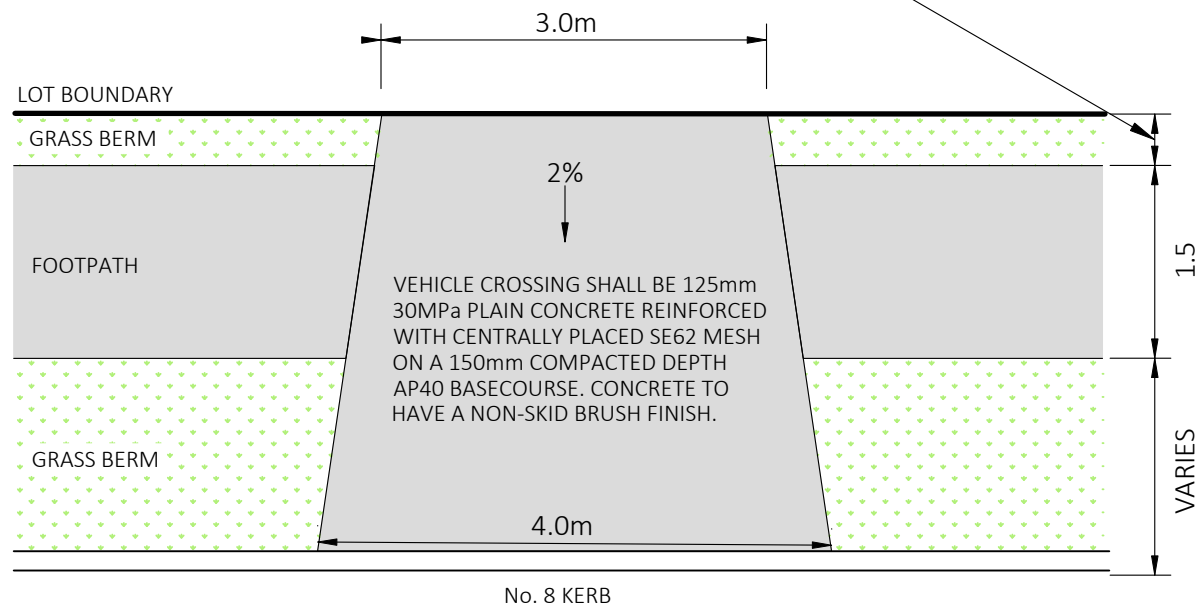 3.0m
LOT BOUNDARY
GRASS BERM
2%
FOOTPATH
1.5
VEHICLE CROSSING SHALL BE 125mm
30MPa PLAIN CONCRETE REINFORCED
WITH CENTRALLY PLACED SE62 MESH
ON A 150mm COMPACTED DEPTH
AP40 BASECOURSE. CONCRETE TO
HAVE A NON-SKID BRUSH FINISH.
GRASS BERM
VARIES
4.0m
No. 8 KERB